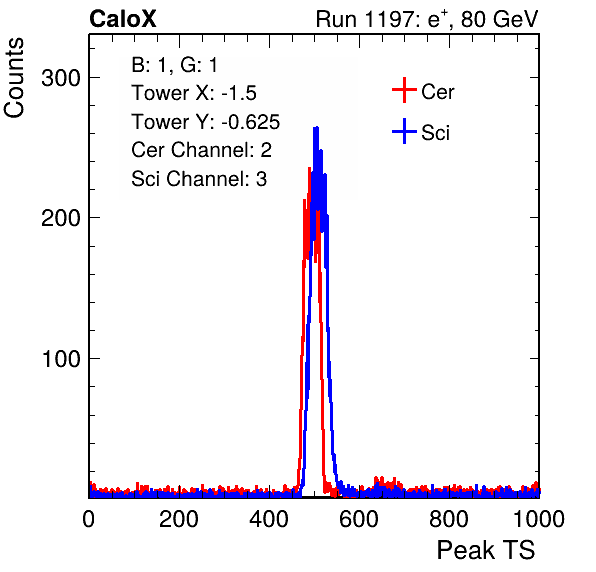 CaloX
Run 1197: e+, 80 GeV
Counts
B: 1, G: 1
Tower X: -1.5
Tower Y: -0.625
Cer Channel: 2
Sci Channel: 3
Cer
Sci
300
200
100
0 200 400 600 800 1000
Peak TS